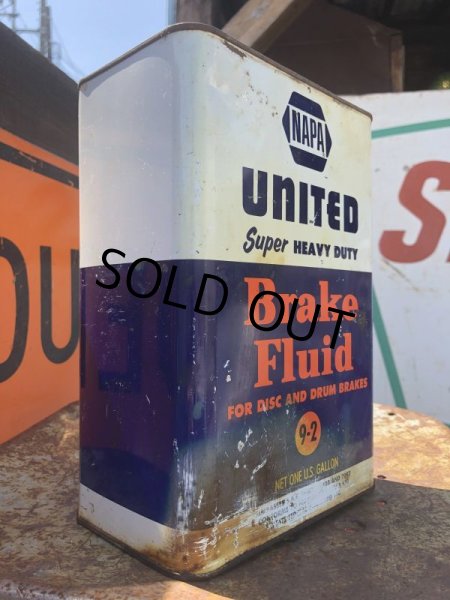 NAPA
UNITED
Super HEAVY DUTY
SOLD OUT
Brake
Fluid
FOR DISC AND DRUM BRAKES
9-2
NET ONE U.S. GALLON
OU
S